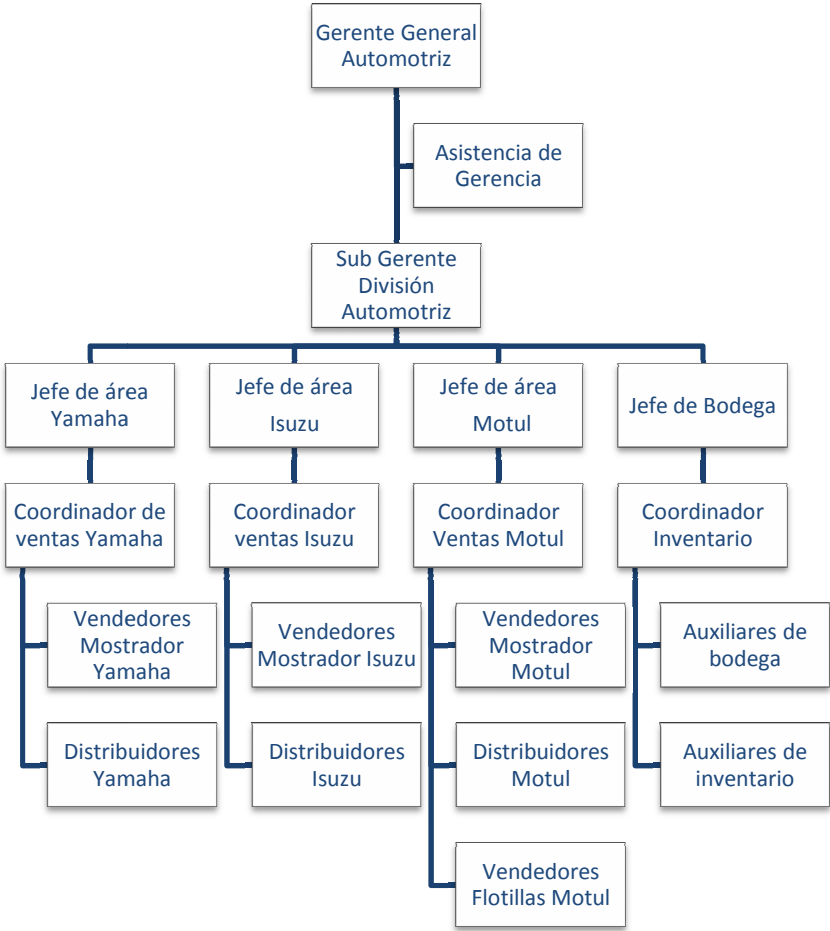 Gerente General
Automotriz
Asistencia de
Gerencia
Sub Gerente
División
Automotriz
Jefe de área
Yamaha
Jefe de área
Isuzu
Jefe de área
Motul
Jefe de Bodega
Coordinador de
ventas Yamaha
Coordinador
ventas Isuzu
Coordinador
Ventas Motul
Coordinador
Inventario
Vendedores
Mostrador
Yamaha
Vendedores
Mostrador Isuzu
Vendedores
Mostrador
Motul
Auxiliares de
bodega
Distribuidores
Yamaha
Distribuidores
Isuzu
Distribuidores
Motul
Auxiliares de
inventario
Vendedores
Flotillas Motul